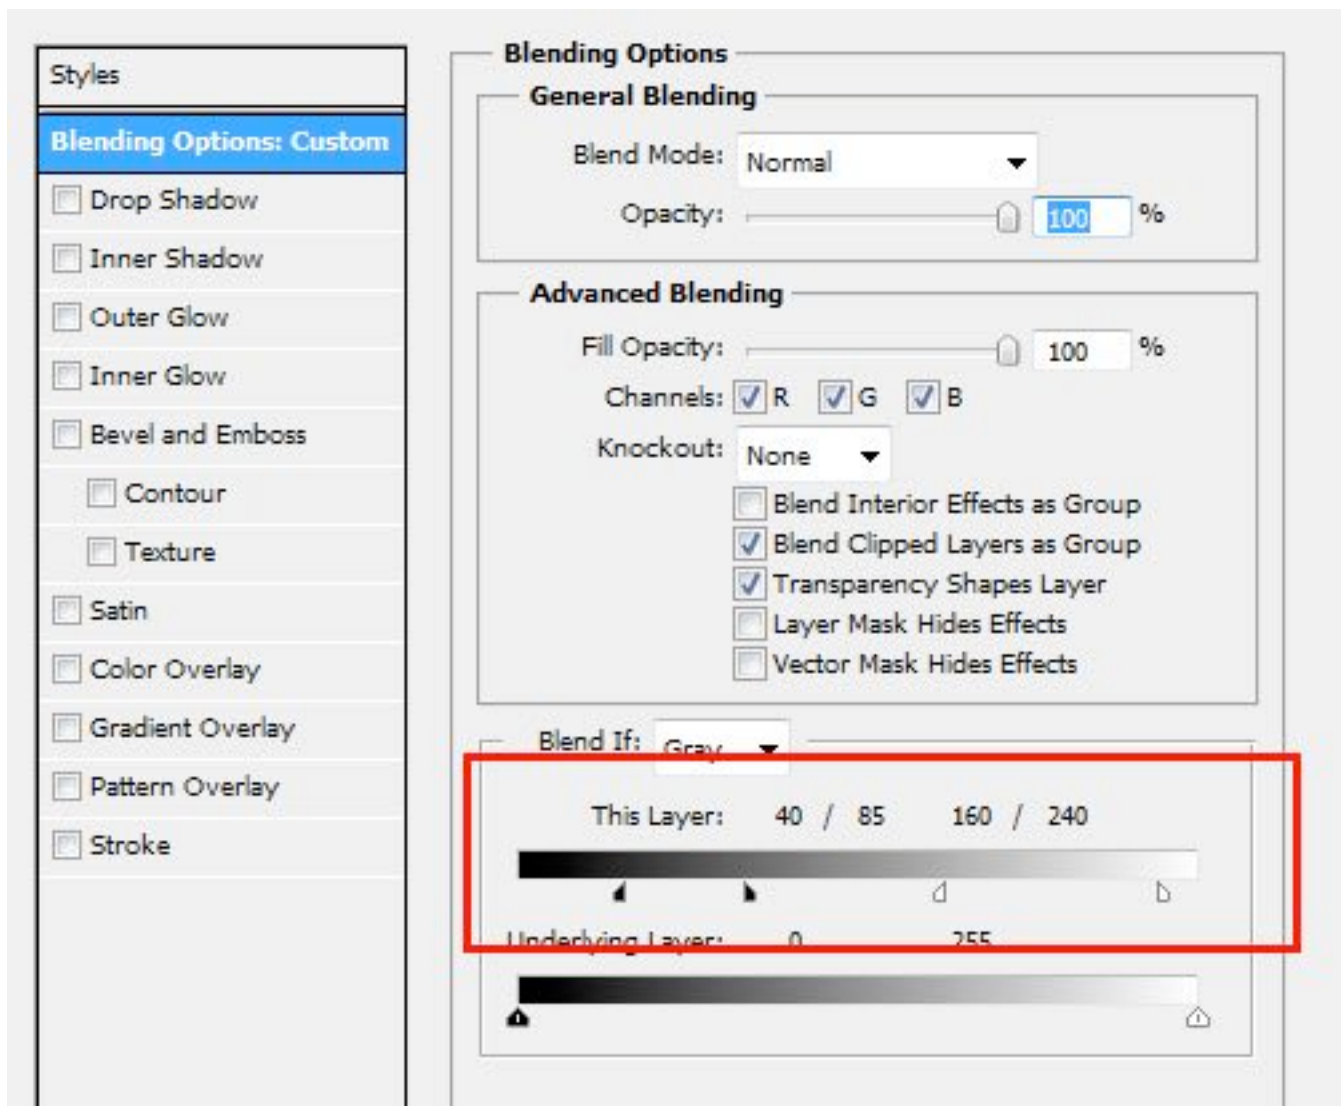 Styles
Blending Options: Custom
Drop Shadow
Inner Shadow
Outer Glow
Inner Glow
Bevel and Emboss
Contour
Texture
Satin
Color Overlay
Gradient Overlay
Pattern Overlay
Stroke
Blending Options
General Blending
Blend Mode: Normal
Opacity: 100 %
Advanced Blending
Fill Opacity: 100 %
Channels: R G B
Knockout: None
Blend Interior Effects as Group
Blend Clipped Layers as Group
Transparency Shapes Layer
Layer Mask Hides Effects
Vector Mask Hides Effects
Blend If: Gray
This Layer: 40 / 85 160 / 240
Underlying Layer: 0 255